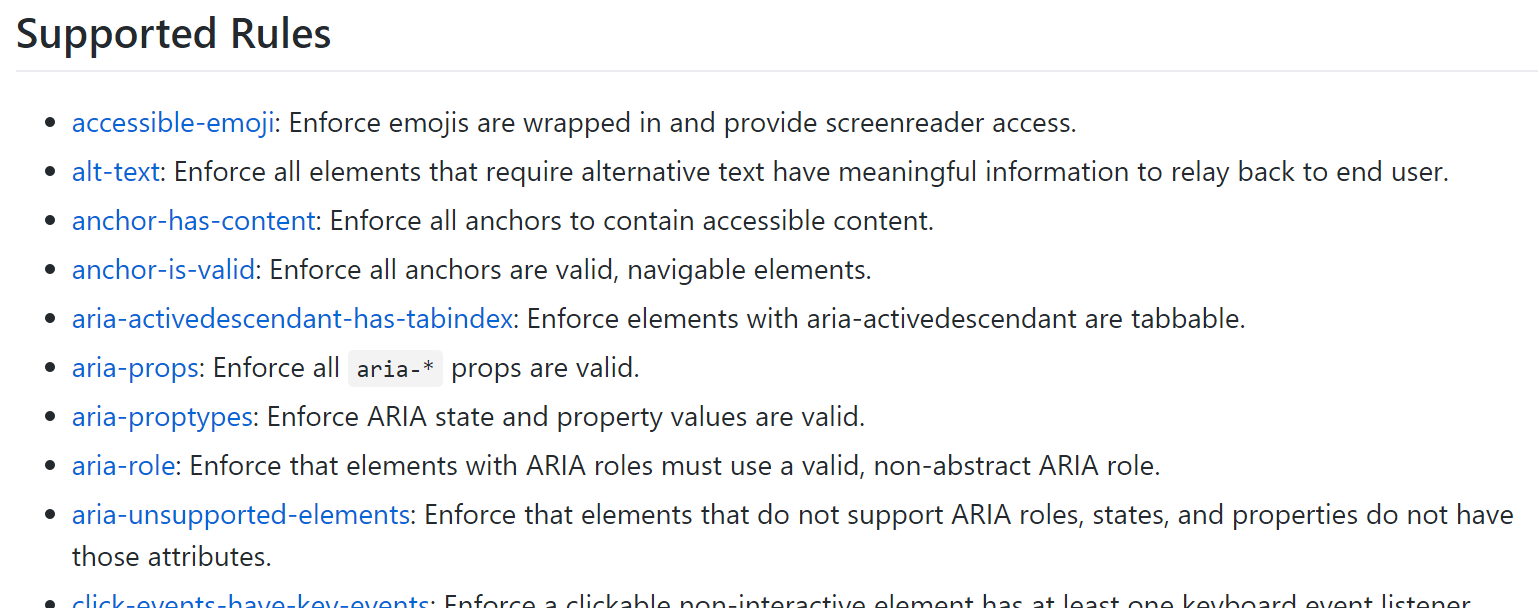 Supported Rules
accessible-emoji: Enforce emojis are wrapped in and provide screenreader access.
alt-text: Enforce all elements that require alternative text have meaningful information to relay back to end user.
anchor-has-content: Enforce all anchors to contain accessible content.
anchor-is-valid: Enforce all anchors are valid, navigable elements.
aria-activedescendant-has-tabindex: Enforce elements with aria-activedescendant are tabbable.
aria-props: Enforce all aria-* props are valid.
aria-proptypes: Enforce ARIA state and property values are valid.
aria-role: Enforce that elements with ARIA roles must use a valid, non-abstract ARIA role.
aria-unsupported-elements: Enforce that elements that do not support ARIA roles, states, and properties do not have
those attributes.
click-events-have-key-events: Enforce a clickable non-interactive element has at least one keyboard event listener